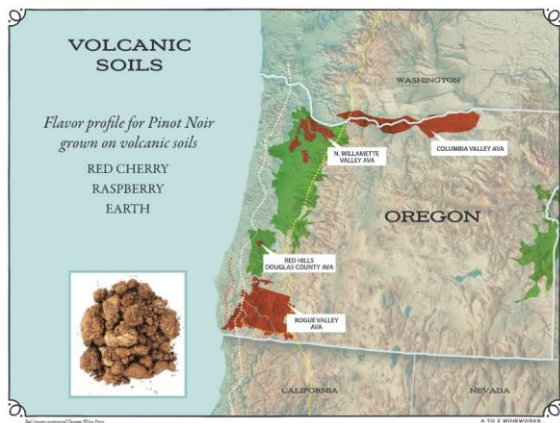 VOLCANIC
SOILS
Flavor profile for Pinot Noir
grown on volcanic soils
RED CHERRY
RASPBERRY
EARTH
WASHINGTON
N. WILLAMETTE
VALLEY AVA
COLUMBIA VALLEY AVA
OREGON
RED HILLS
DOUGLAS COUNTY AVA
ROGUE VALLEY
AVA
CALIFORNIA
NEVADA
A TO Z WINEWORKS